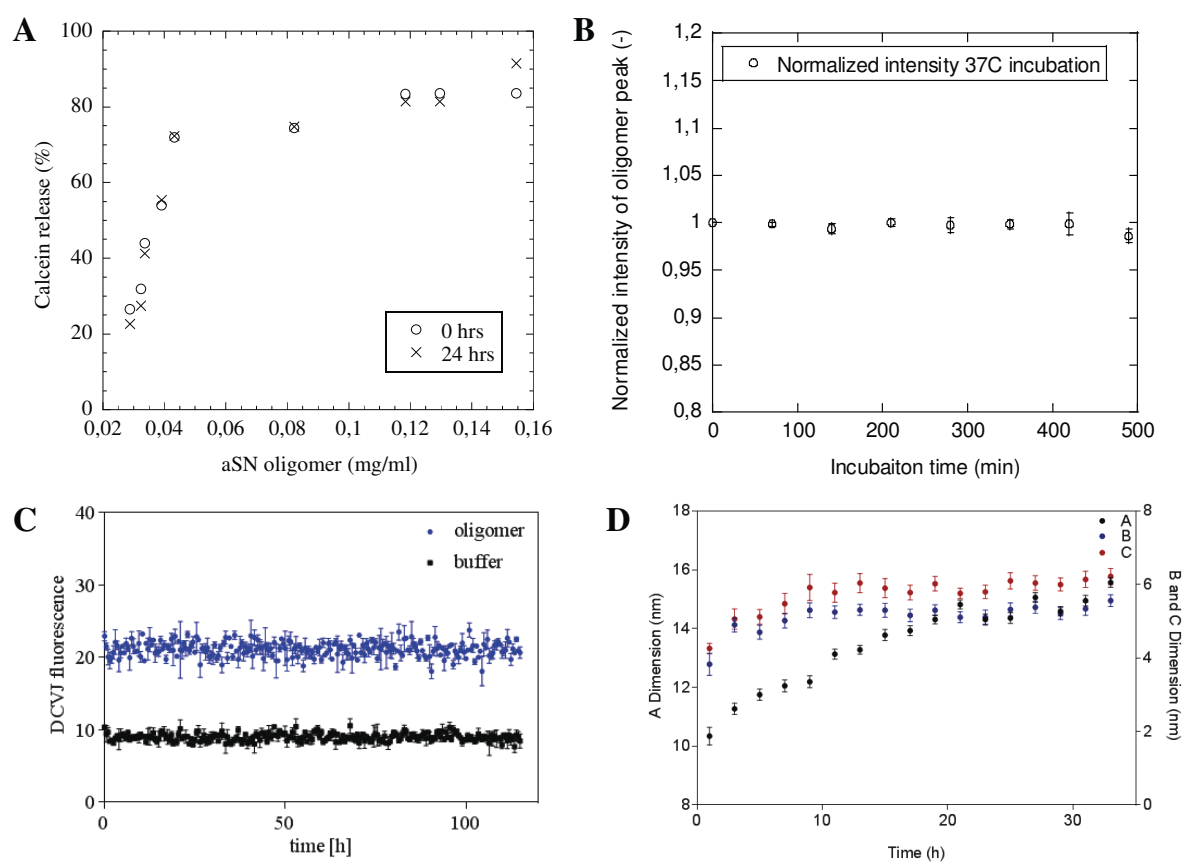 A
Calcein release (%)
100
80
60
40
20
0
0 hrs
24 hrs
0,02 0,04 0,06 0,08 0,1 0,12 0,14 0,16
aSN oligomer (mg/ml)
B
Normalized intensity of oligomer peak (-)
1,2
1,15
1,1
1,05
1
0,95
0,9
0,85
0,8
Normalized intensity 37C incubation
0 100 200 300 400 500
Incubaiton time (min)
C
DCVJ fluorescence
40
30
20
10
0
oligomer
buffer
0 50 100
time [h]
D
A Dimension (nm)
18
16
14
12
10
8
A
B
C
8
6
4
2
0
B and C Dimension (nm)
0 10 20 30
Time (h)